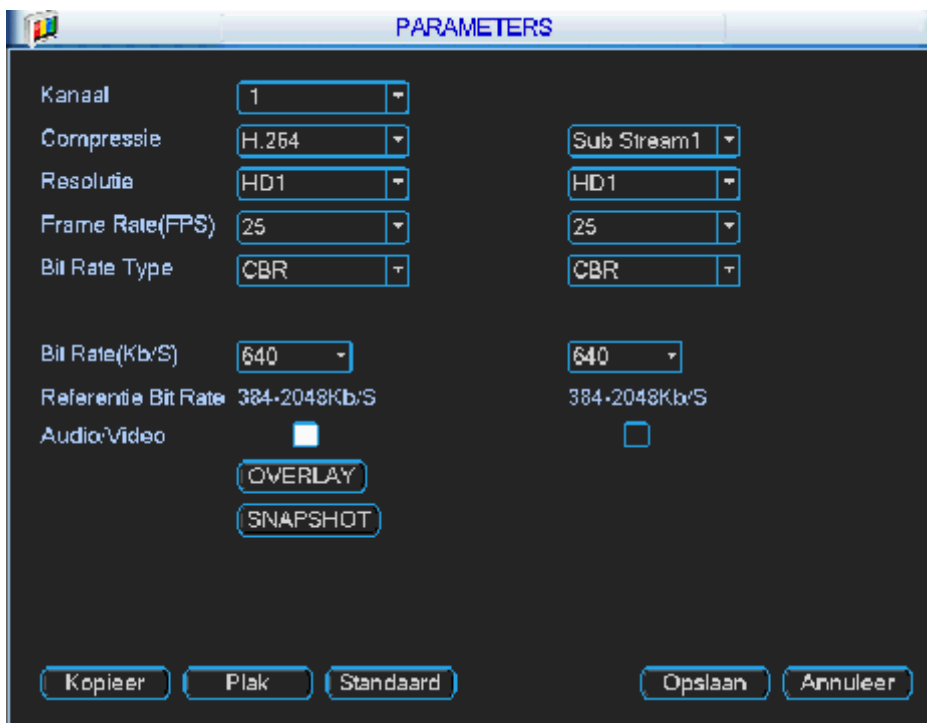 PARAMETERS
Kanaal 1
Compressie H.264 Sub Stream1
Resolutie HD1 HD1
Frame Rate(FPS) 25 25
Bit Rate Type CBR CBR
Bit Rate(Kb/S) 640 640
Referentie Bit Rate 384-2048Kb/S 384-2048Kb/S
Audio/Video
OVERLAY
SNAPSHOT
Kopieer Plak Standaard Opslaan Annuleer